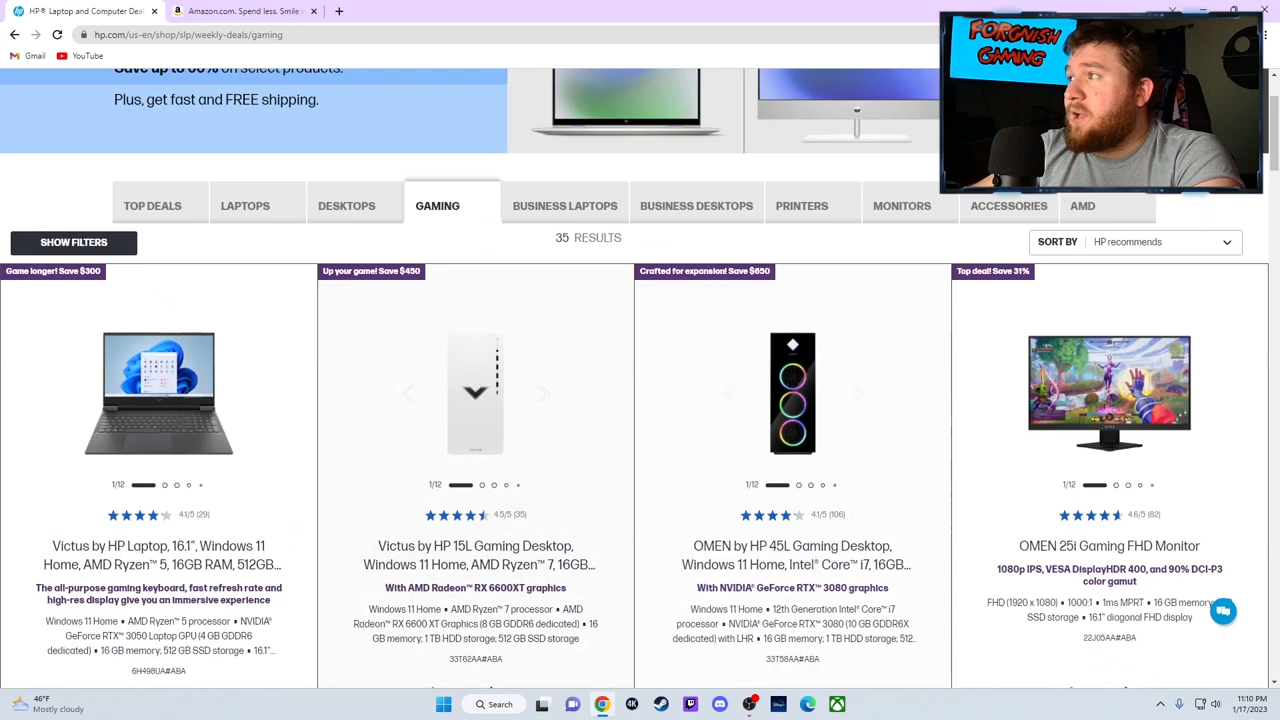 HP® Laptop and Computer Dea
Amazon.com. Spend less. Smile
hp.com/us-en/shop/slp/weekly-deals/gaming
Gmail
YouTube
FORGNISH
GAMING
on select products.
Plus, get fast and FREE shipping.
TOP DEALS
LAPTOPS
DESKTOPS
GAMING
BUSINESS LAPTOPS
BUSINESS DESKTOPS
PRINTERS
MONITORS
ACCESSORIES
AMD
SHOW FILTERS
35 RESULTS
SORT BY
HP recommends
Game longer! Save $300
1/12
4.1/5 (29)
Victus by HP Laptop, 16.1", Windows 11
Home, AMD Ryzen™ 5, 16GB RAM, 512GB...
The all-purpose gaming keyboard, fast refresh rate and
high-res display give you an immersive experience
Windows 11 Home ▪ AMD Ryzen™ 5 processor ▪ NVIDIA®
GeForce RTX™ 3050 Laptop GPU (4 GB GDDR6
dedicated) ▪ 16 GB memory; 512 GB SSD storage ▪ 16.1"...
6H498UA#ABA
Up your game! Save $450
1/12
4.5/5 (35)
Victus by HP 15L Gaming Desktop,
Windows 11 Home, AMD Ryzen™ 7, 16GB...
With AMD Radeon™ RX 6600XT graphics
Windows 11 Home ▪ AMD Ryzen™ 7 processor ▪ AMD
Radeon™ RX 6600 XT Graphics (8 GB GDDR6 dedicated) ▪ 16
GB memory; 1 TB HDD storage; 512 GB SSD storage
33T62AA#ABA
Crafted for expansion! Save $650
1/12
4.1/5 (106)
OMEN by HP 45L Gaming Desktop,
Windows 11 Home, Intel® Core™ i7, 16GB...
With NVIDIA® GeForce RTX™ 3080 graphics
Windows 11 Home ▪ 12th Generation Intel® Core™ i7
processor ▪ NVIDIA® GeForce RTX™ 3080 (10 GB GDDR6X
dedicated) with LHR ▪ 16 GB memory; 1 TB HDD storage; 512...
33T58AA#ABA
Top deal! Save 31%
1/12
4.6/5 (82)
OMEN 25i Gaming FHD Monitor
1080p IPS, VESA DisplayHDR 400, and 90% DCI-P3
color gamut
FHD (1920 x 1080) ▪ 1000:1 ▪ 1ms MPRT ▪ 16 GB memory;
SSD storage ▪ 16.1" diagonal FHD display
22J05AA#ABA
46°F
Mostly cloudy
Search
11:10 PM
1/17/2023